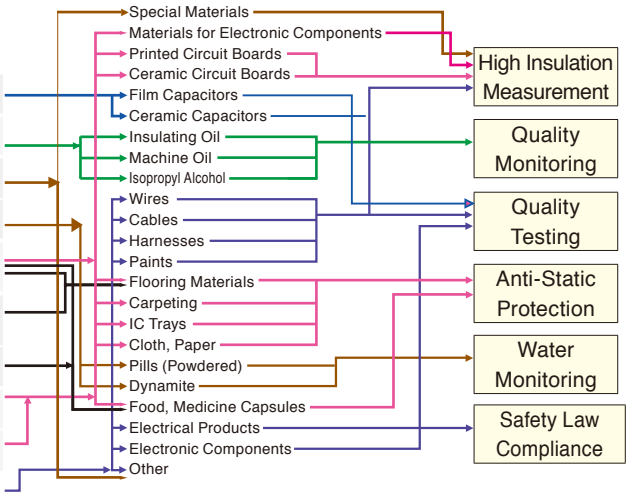 Special Materials
Materials for Electronic Components
Printed Circuit Boards
Ceramic Circuit Boards
Film Capacitors
Ceramic Capacitors
Insulating Oil
Machine Oil
Isopropyl Alcohol
Wires
Cables
Harnesses
Paints
Flooring Materials
Carpeting
IC Trays
Cloth, Paper
Pills (Powdered)
Dynamite
Food, Medicine Capsules
Electrical Products
Electronic Components
Other
High Insulation
Measurement
Quality
Monitoring
Quality
Testing
Anti-Static
Protection
Water
Monitoring
Safety Law
Compliance